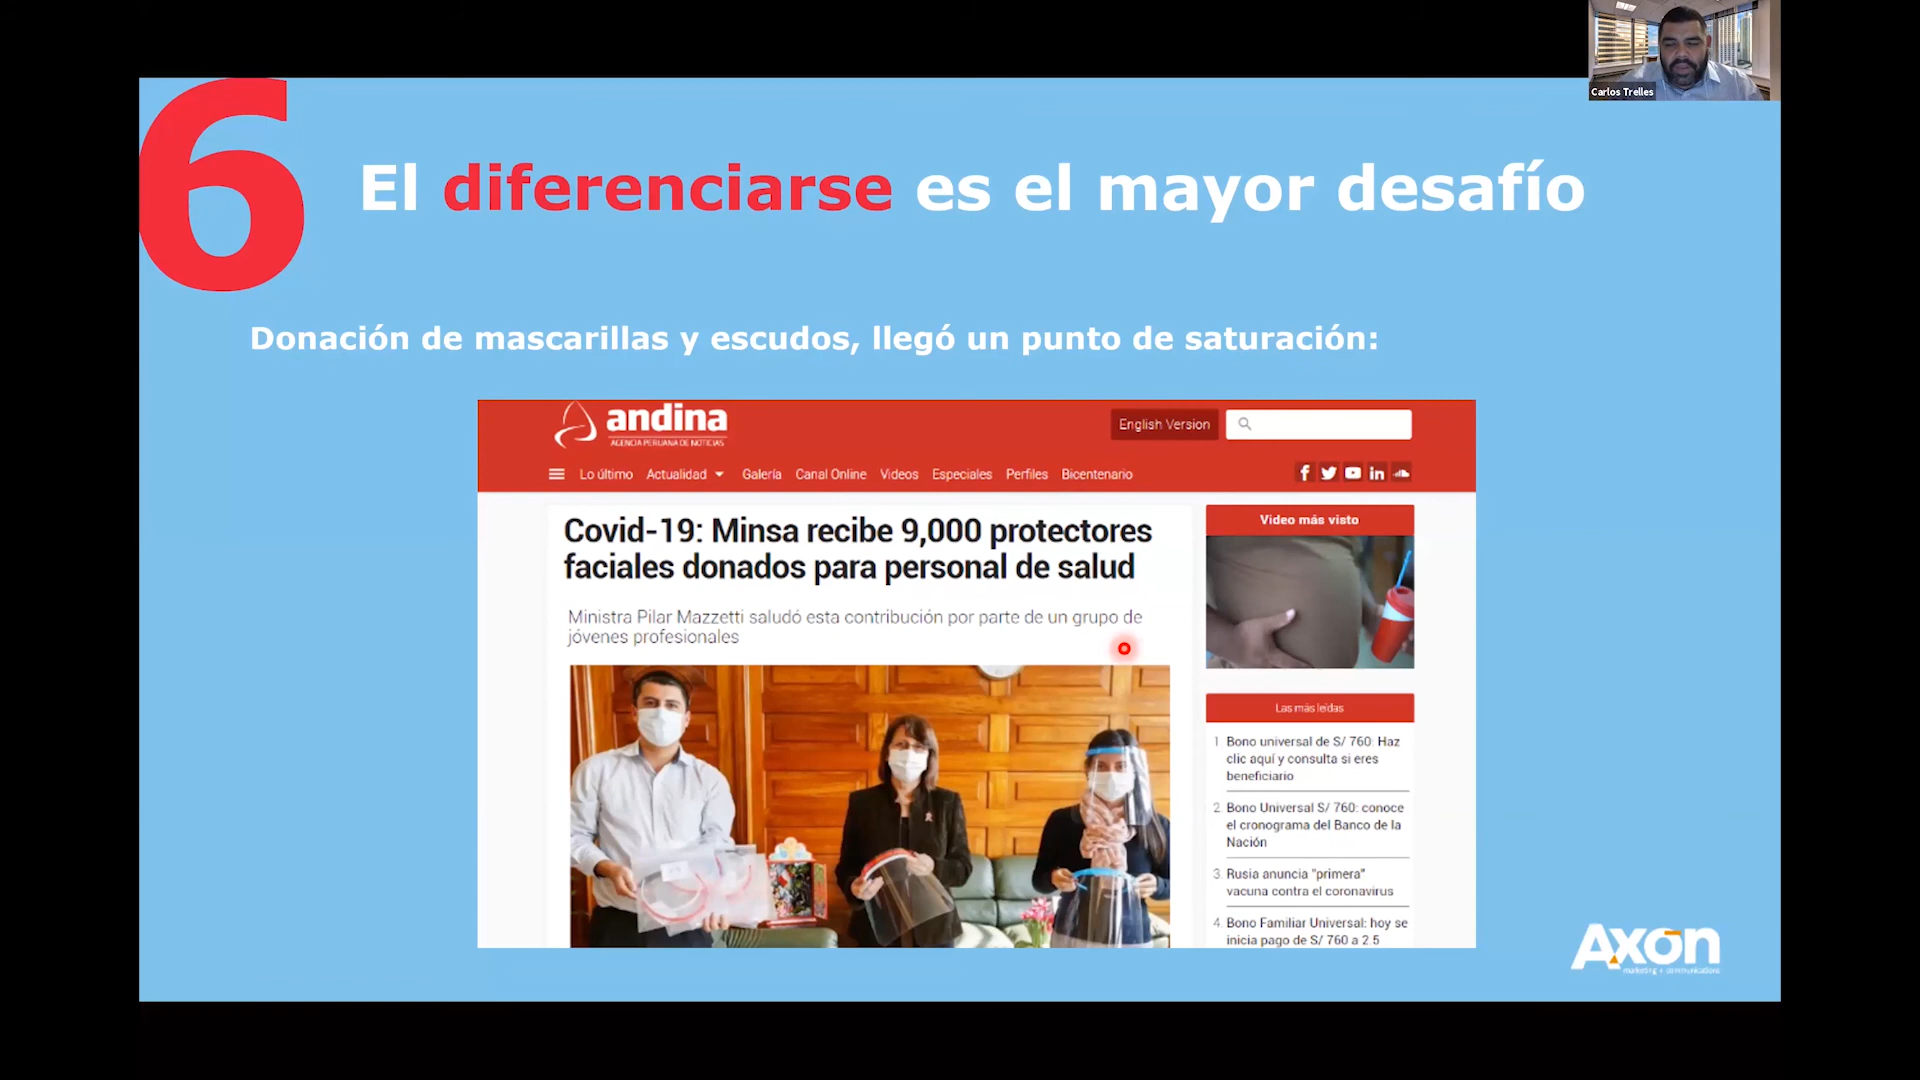 Carlos Trelles
6
El diferenciarse es el mayor desafío
Donación de mascarillas y escudos, llegó un punto de saturación:
andina
AGENCIA PERUANA DE NOTICIAS
English Version
Lo último Actualidad Galería Canal Online Videos Especiales Perfiles Bicentenario
Covid-19: Minsa recibe 9,000 protectores
faciales donados para personal de salud
Ministra Pilar Mazzetti saludó esta contribución por parte de un grupo de
jóvenes profesionales
Video más visto
Las más leídas
1 Bono universal de S/ 760: Haz
clic aquí y consulta si eres
beneficiario
2 Bono Universal S/ 760: conoce
el cronograma del Banco de la
Nación
3. Rusia anuncia "primera"
vacuna contra el coronavirus
4. Bono Familiar Universal: hoy se
inicia pago de S/ 760 a 2.5
Axon
marketing + communications